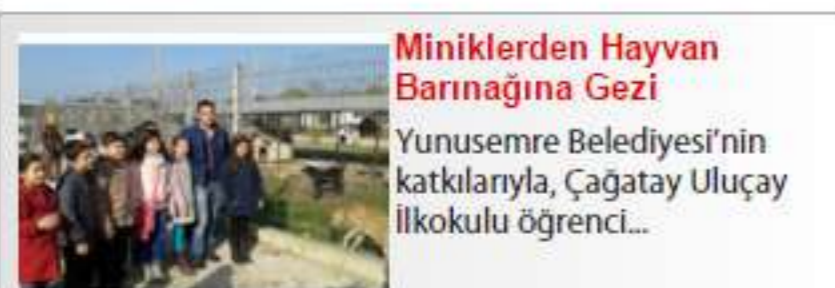 Miniklerden Hayvan
Barınağına Gezi
Yunusemre Belediyesi'nin
katkılarıyla, Çağatay Uluçay
İlkokulu öğrenci...